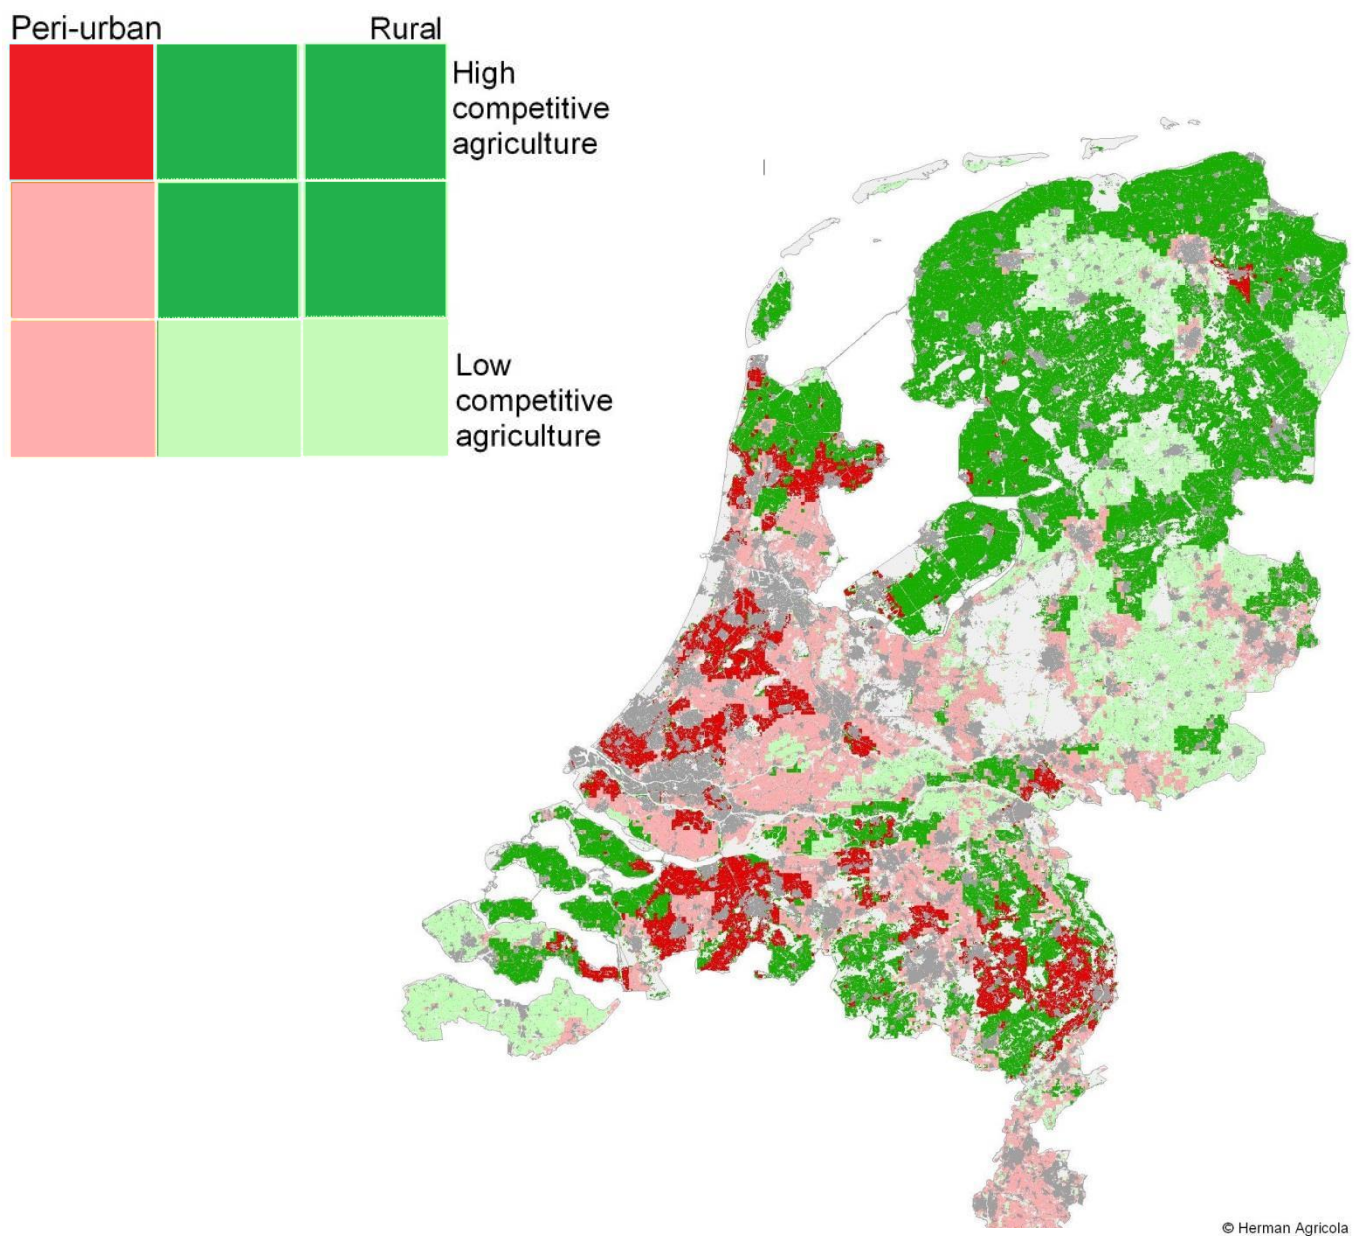 Peri-urban Rural
High
competitive
agriculture
Low
competitive
agriculture
© Herman Agricola